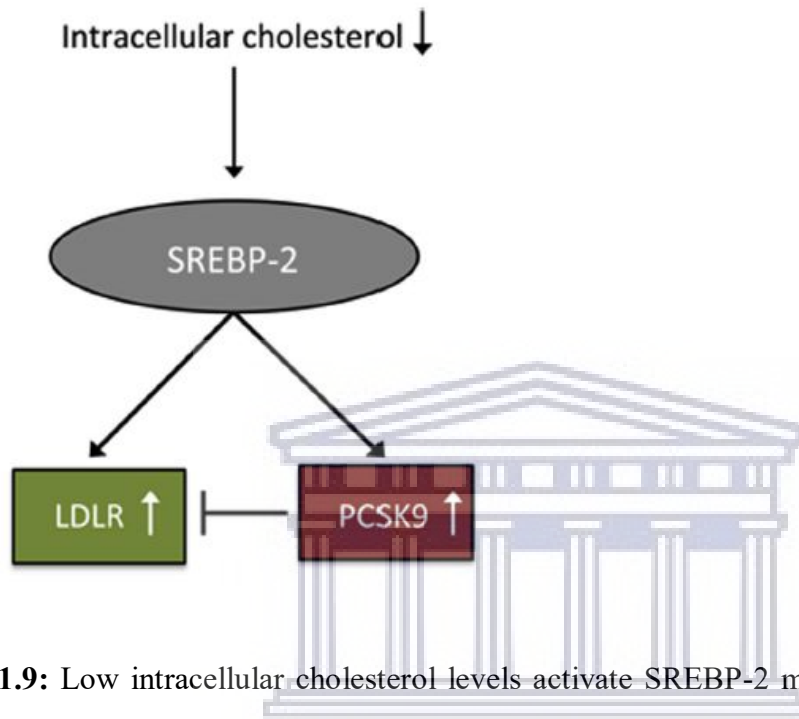 Intracellular cholesterol ↓
SREBP-2
LDLR ↑ PCSK9 ↑
1.9: Low intracellular cholesterol levels activate SREBP-2 m